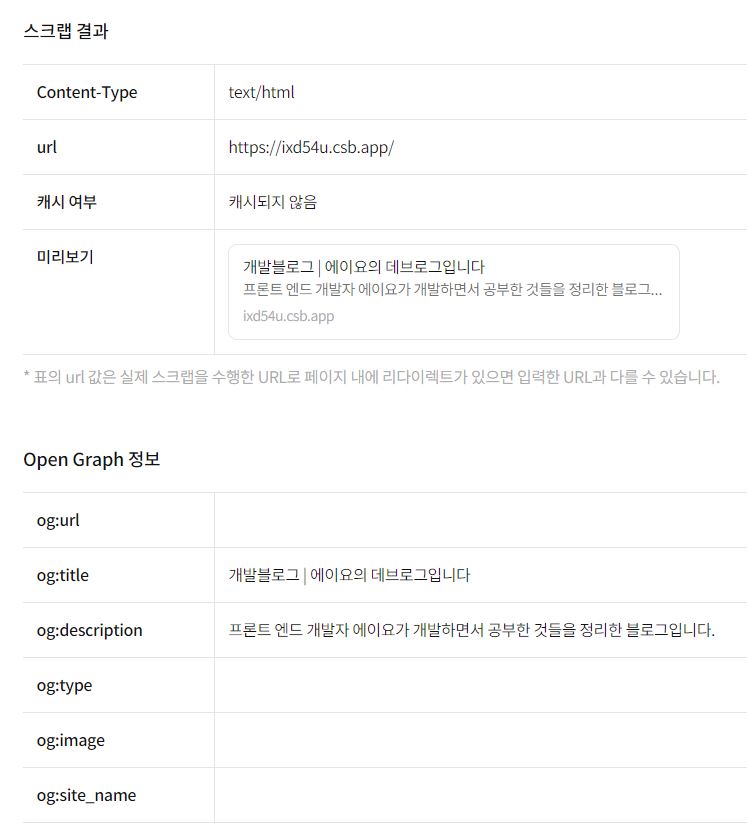 스크랩 결과
Content-Type text/html
url https://ixd54u.csb.app/
캐시 여부 캐시되지 않음
미리보기
개발블로그 | 에이요의 데브로그입니다
프론트 엔드 개발자 에이요가 개발하면서 공부한 것들을 정리한 블로그...
ixd54u.csb.app
* 표의 url 값은 실제 스크랩을 수행한 URL로 페이지 내에 리다이렉트가 있으면 입력한 URL과 다를 수 있습니다.
Open Graph 정보
og:url
og:title 개발블로그 | 에이요의 데브로그입니다
og:description 프론트 엔드 개발자 에이요가 개발하면서 공부한 것들을 정리한 블로그입니다.
og:type
og:image
og:site_name